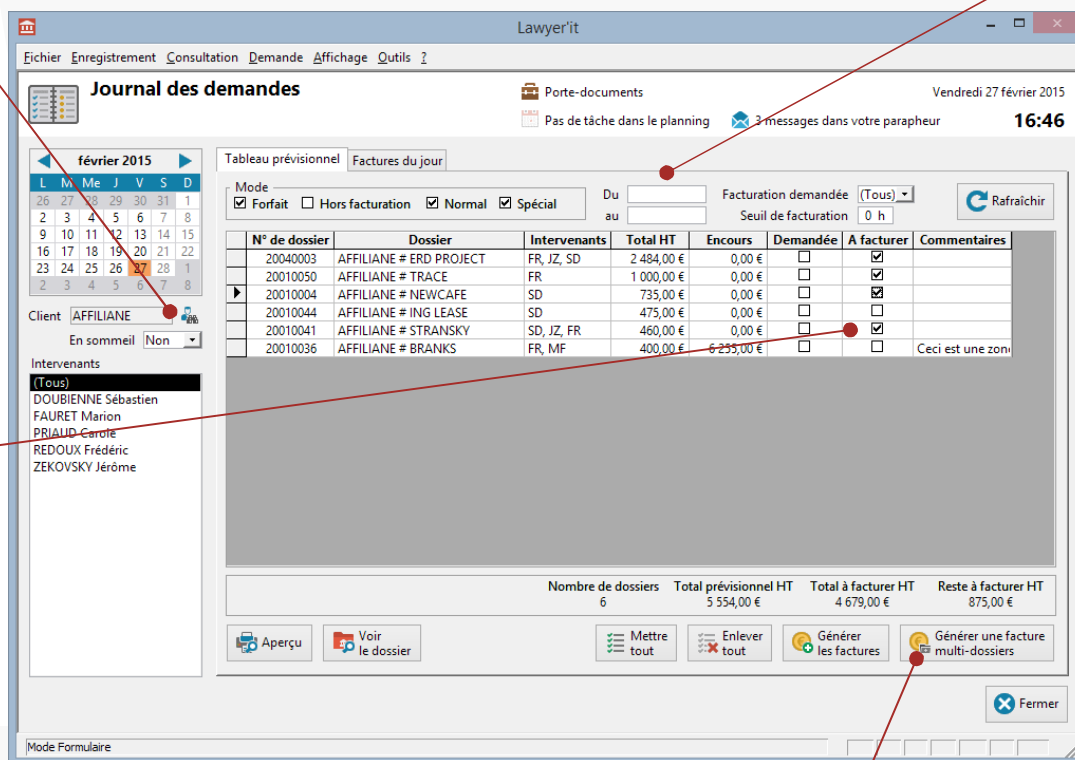 Lawyer'it
Fichier Enregistrement Consultation Demande Affichage Outils ?
Journal des demandes
Porte-documents
Vendredi 27 février 2015
Pas de tâche dans le planning
3 messages dans votre parapheur
16:46
février 2015
L M Me J V S D
26 27 28 29 30 31 1
2 3 4 5 6 7 8
9 10 11 12 13 14 15
16 17 18 19 20 21 22
23 24 25 26 27 28 1
2 3 4 5 6 7 8
Client AFFILIANE
En sommeil Non
Intervenants
(Tous)
DOUBIENNE Sébastien
FAURET Marion
PRIAUD Carole
REDOUX Frédéric
ZEKOVSKY Jérôme
Tableau prévisionnel Factures du jour
Mode
Forfait Hors facturation Normal Spécial
Du
au
Facturation demandée (Tous)
Seuil de facturation 0 h
Rafraîchir
N° de dossier Dossier Intervenants Total HT Encours Demandée A facturer Commentaires
20040003 AFFILIANE # ERD PROJECT FR, JZ, SD 2 484,00 € 0,00 €
20010050 AFFILIANE # TRACE FR 1 000,00 € 0,00 €
20010004 AFFILIANE # NEWCAFE SD 735,00 € 0,00 €
20010044 AFFILIANE # ING LEASE SD 475,00 € 0,00 €
20010041 AFFILIANE # STRANSKY SD, JZ, FR 460,00 € 0,00 €
20010036 AFFILIANE # BRANKS FR, MF 400,00 € 6 255,00 € Ceci est une zon
Nombre de dossiers Total prévisionnel HT Total à facturer HT Reste à facturer HT
6 5 554,00 € 4 679,00 € 875,00 €
Aperçu
Voir
le dossier
Mettre
tout
Enlever
tout
Générer
les factures
Générer une facture
multi-dossiers
Fermer
Mode Formulaire